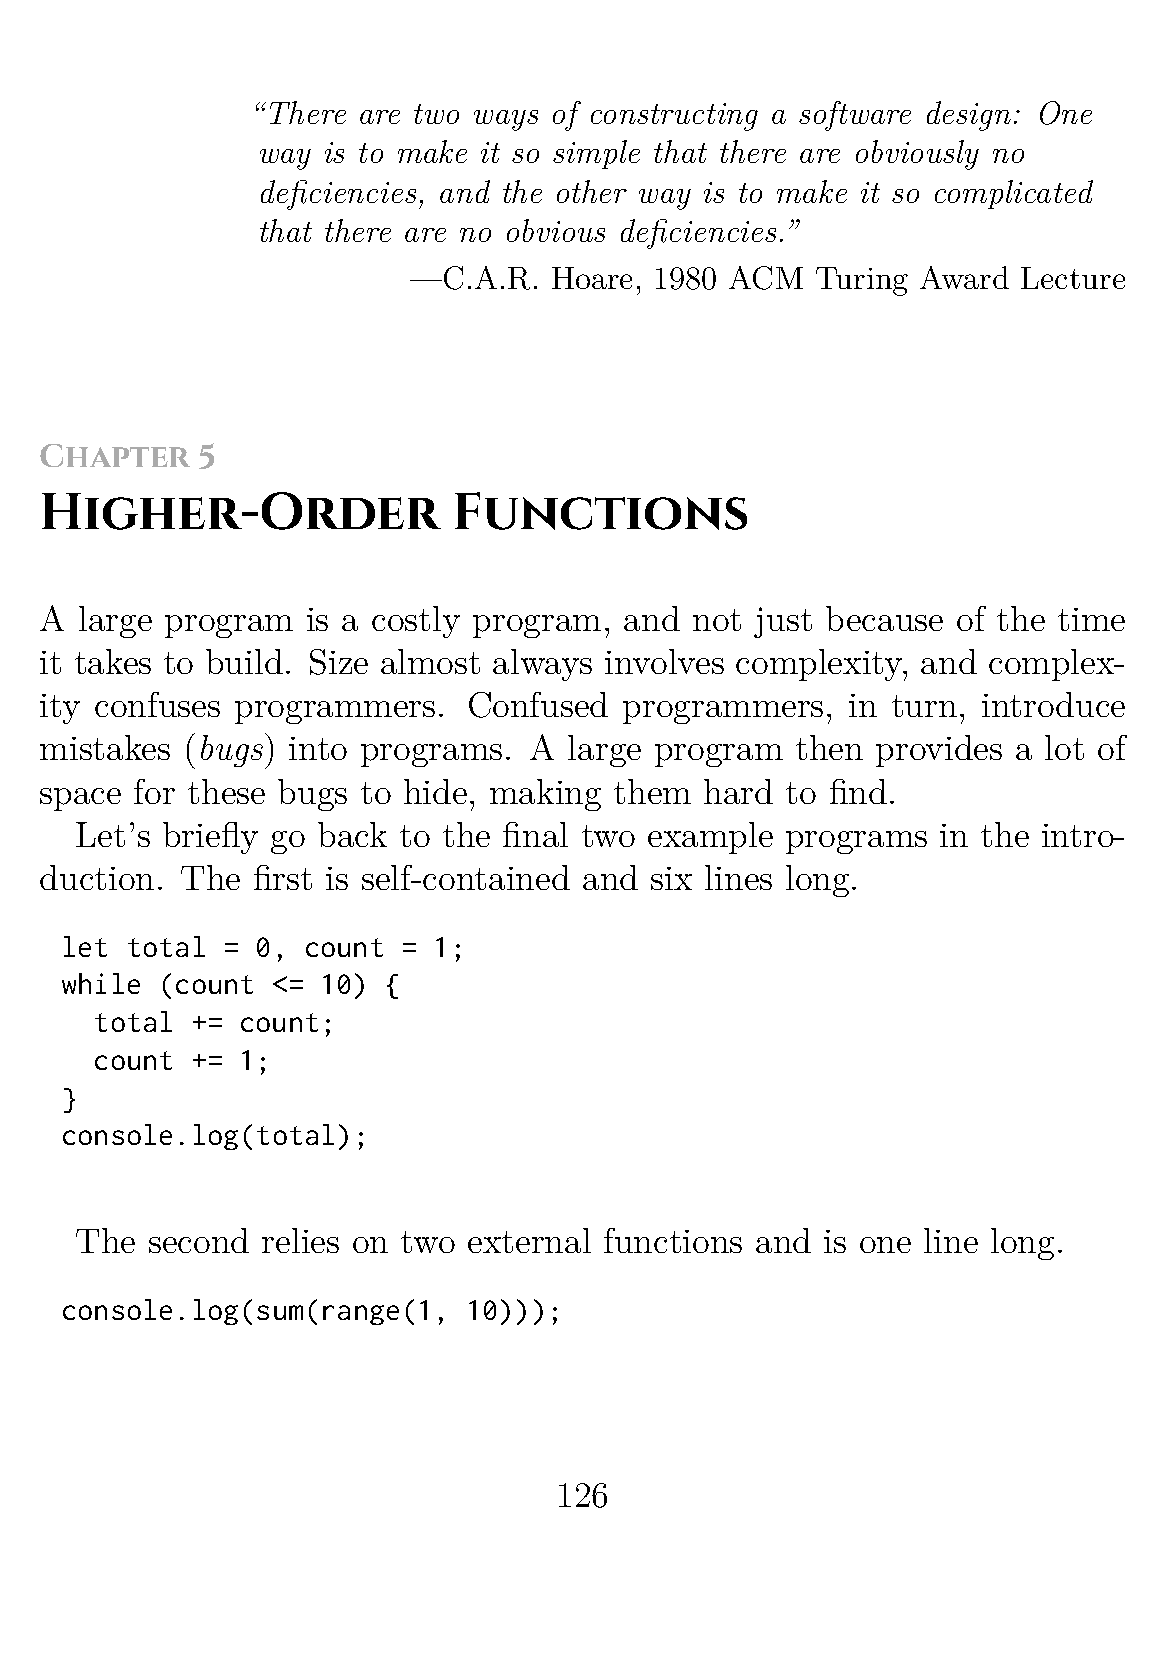 “There are two ways of constructing a software design: One
way is to make it so simple that there are obviously no
deficiencies, and the other way is to make it so complicated
that there are no obvious deficiencies.”
—C.A.R. Hoare, 1980 ACM Turing Award Lecture
Chapter 5
Higher-Order Functions
A large program is a costly program, and not just because of the time
it takes to build. Size almost always involves complexity, and complex-
ity confuses programmers. Confused programmers, in turn, introduce
mistakes (bugs) into programs. A large program then provides a lot of
space for these bugs to hide, making them hard to find.
Let’s briefly go back to the final two example programs in the intro-
duction. The first is self-contained and six lines long.
let total = 0, count = 1;
while (count <= 10) {
  total += count;
  count += 1;
}
console.log(total);
The second relies on two external functions and is one line long.
console.log(sum(range(1, 10)));
126